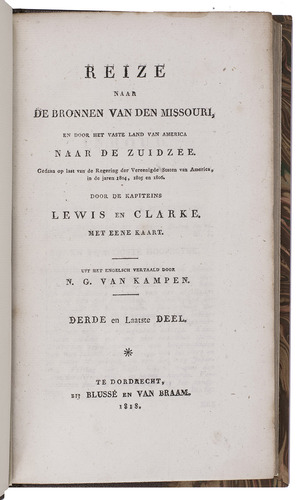 REIZE
NAAR
DE BRONNEN VAN DEN MISSOURI,
EN DOOR HET VASTE LAND VAN AMERICA
NAAR DE ZUIDZEE.
Gedaan op last van de Regering der Vereenigde Staten van America,
in de jaren 1804, 1805 en 1806.
DOOR DE KAPITEINS
LEWIS EN CLARKE.
MET EENE KAART.
UIT HET ENGELSCH VERTAALD DOOR
N. G. VAN KAMPEN.
DERDE en Laatste DEEL.
*
TE DORDRECHT,
BIJ BLUSSÉ EN VAN BRAAM.
1818.